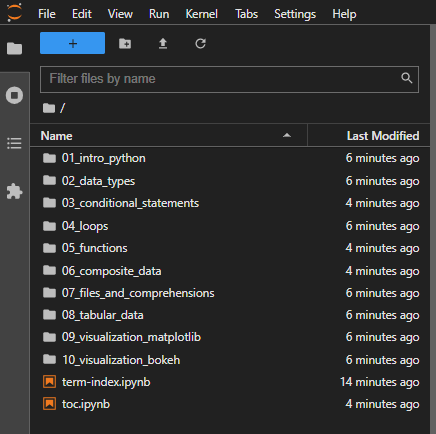 File Edit View Run Kernel Tabs Settings Help
+
Filter files by name
/
Name Last Modified
01_intro_python 6 minutes ago
02_data_types 6 minutes ago
03_conditional_statements 4 minutes ago
04_loops 6 minutes ago
05_functions 4 minutes ago
06_composite_data 4 minutes ago
07_files_and_comprehensions 6 minutes ago
08_tabular_data 6 minutes ago
09_visualization_matplotlib 6 minutes ago
10_visualization_bokeh 6 minutes ago
term-index.ipynb 14 minutes ago
toc.ipynb 4 minutes ago